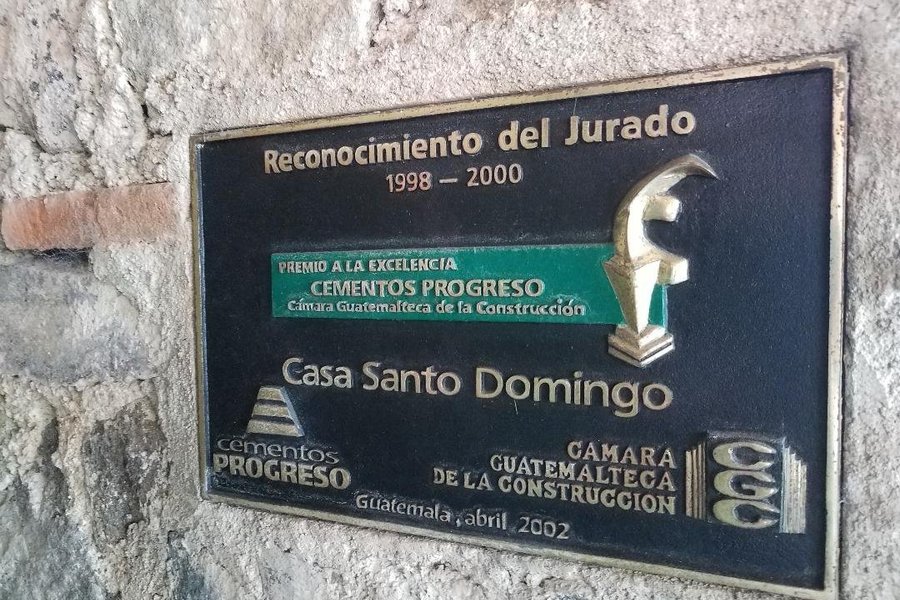 Reconocimiento del Jurado
1998 – 2000
PREMIO A LA EXCELENCIA
CEMENTOS PROGRESO
Cámara Guatemalteca de la Construcción
Casa Santo Domingo
cementos
PROGRESO
CAMARA
GUATEMALTECA
DE LA CONSTRUCCION
CGC
Guatemala, abril 2002